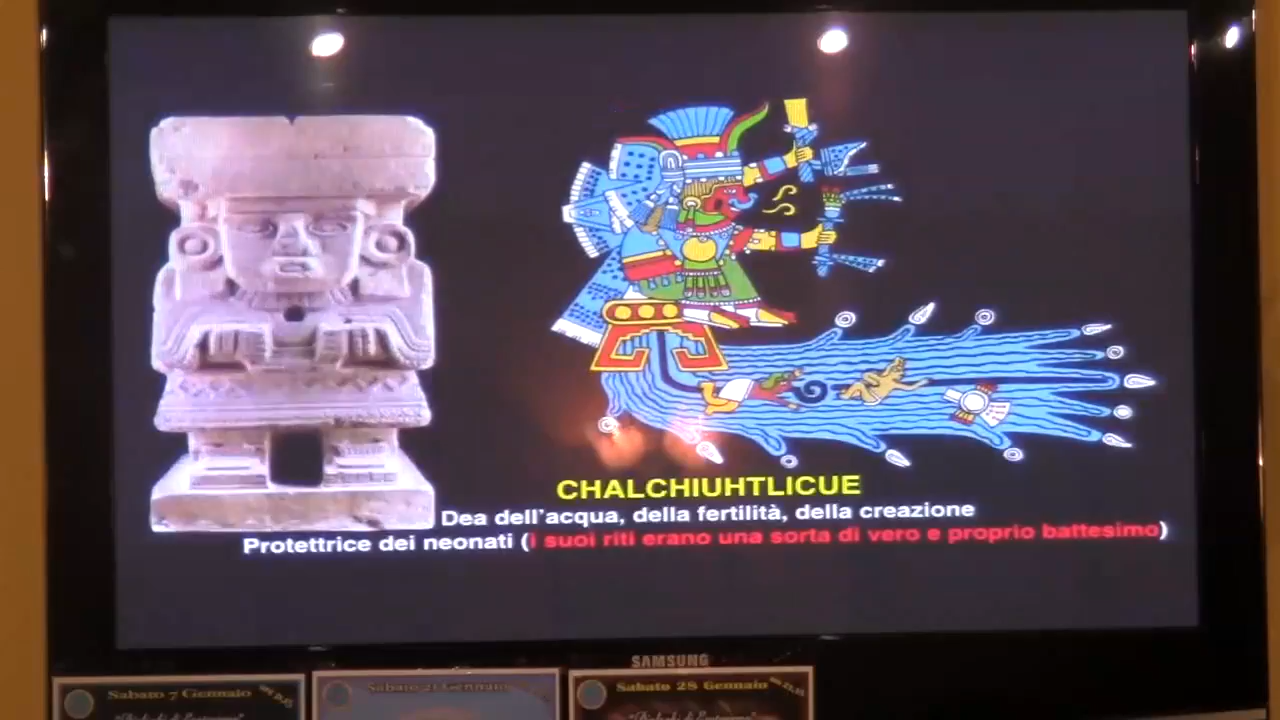 CHALCHIUHTLICUE
Dea dell'acqua, della fertilità, della creazione
Protettrice dei neonati (i suoi riti erano una sorta di vero e proprio battesimo)
SAMSUNG
Sabato 7 Gennaio
Sabato 21 Gennaio
Sabato 28 Gennaio